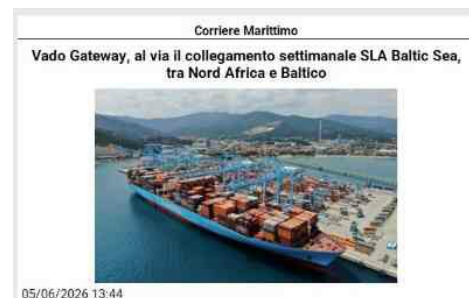 Corriere Marittimo
Vado Gateway, al via il collegamento settimanale SLA Baltic Sea,
tra Nord Africa e Baltico
05/06/2026 13:44